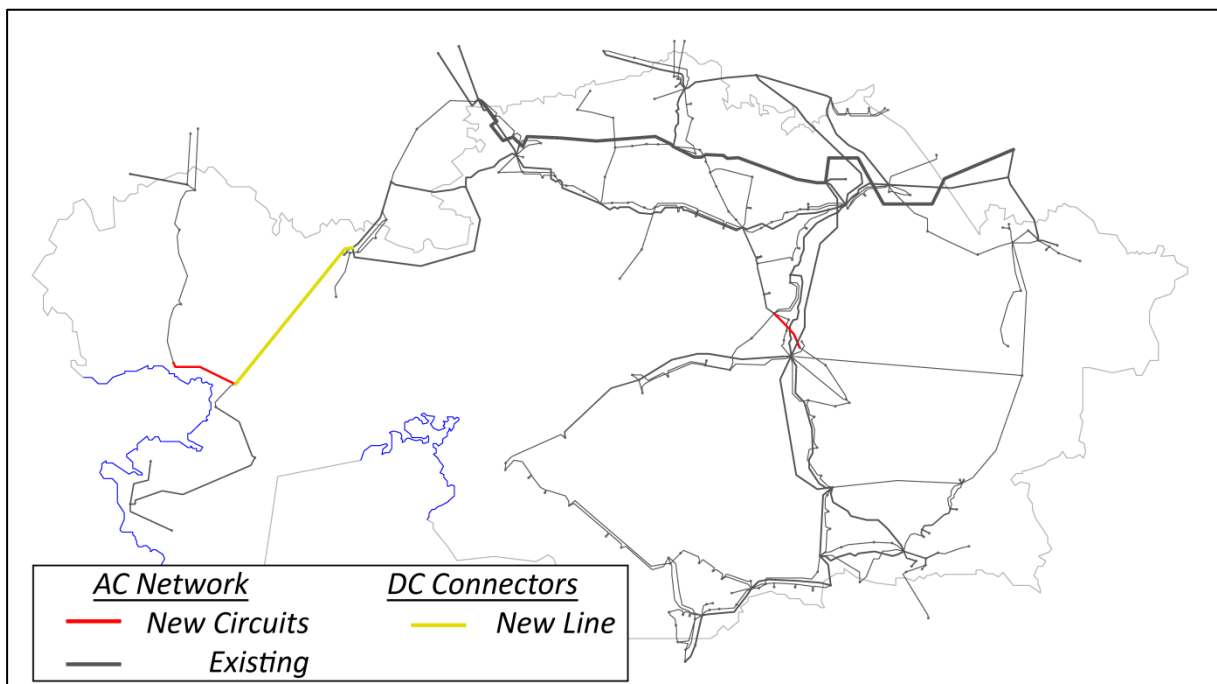 AC Network
DC Connectors
New Circuits
New Line
Existing